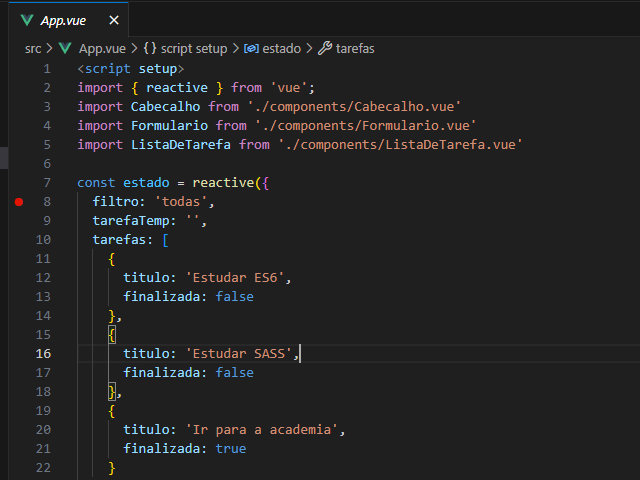 App.vue
src > App.vue > {} script setup > estado > tarefas
1 <script setup>
2 import { reactive } from 'vue';
3 import Cabecalho from './components/Cabecalho.vue'
4 import Formulario from './components/Formulario.vue'
5 import ListaDeTarefa from './components/ListaDeTarefa.vue'
6
7 const estado = reactive({
8 filtro: 'todas',
9 tarefaTemp: '',
10 tarefas: [
11 {
12 titulo: 'Estudar ES6',
13 finalizada: false
14 },
15 {
16 titulo: 'Estudar SASS',
17 finalizada: false
18 },
19 {
20 titulo: 'Ir para a academia',
21 finalizada: true
22 }